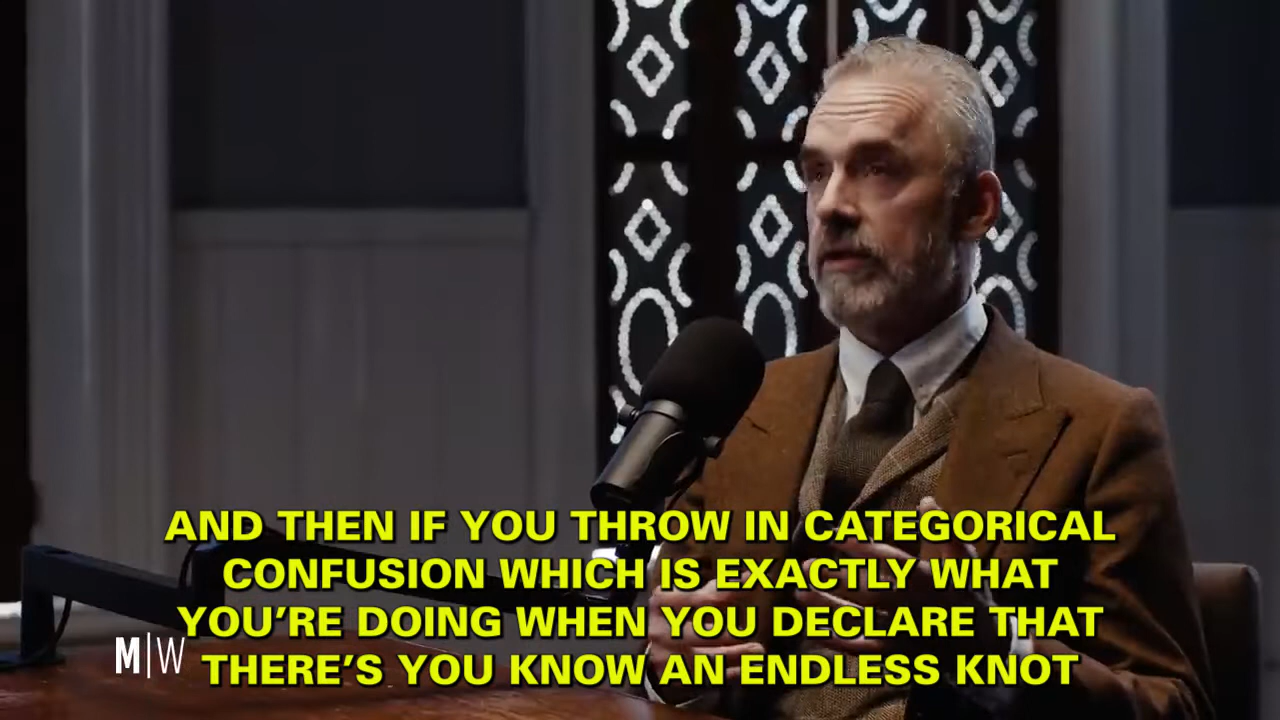 AND THEN IF YOU THROW IN CATEGORICAL
CONFUSION WHICH IS EXACTLY WHAT
YOU'RE DOING WHEN YOU DECLARE THAT
THERE'S YOU KNOW AN ENDLESS KNOT
M|W